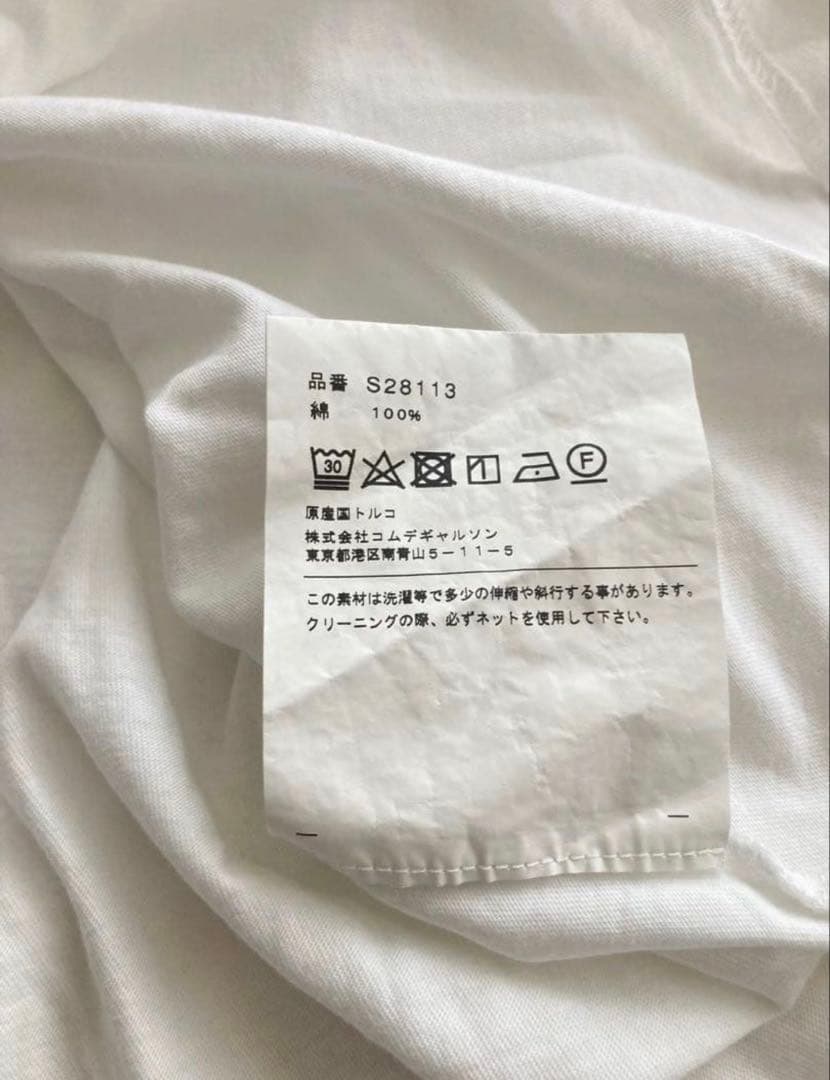 品番 S28113
綿 100%
30 F
原産国トルコ
株式会社コムデギャルソン
東京都港区南青山5-11-5
この素材は洗濯等で多少の伸縮や斜行する事があります。
クリーニングの際、必ずネットを使用して下さい。